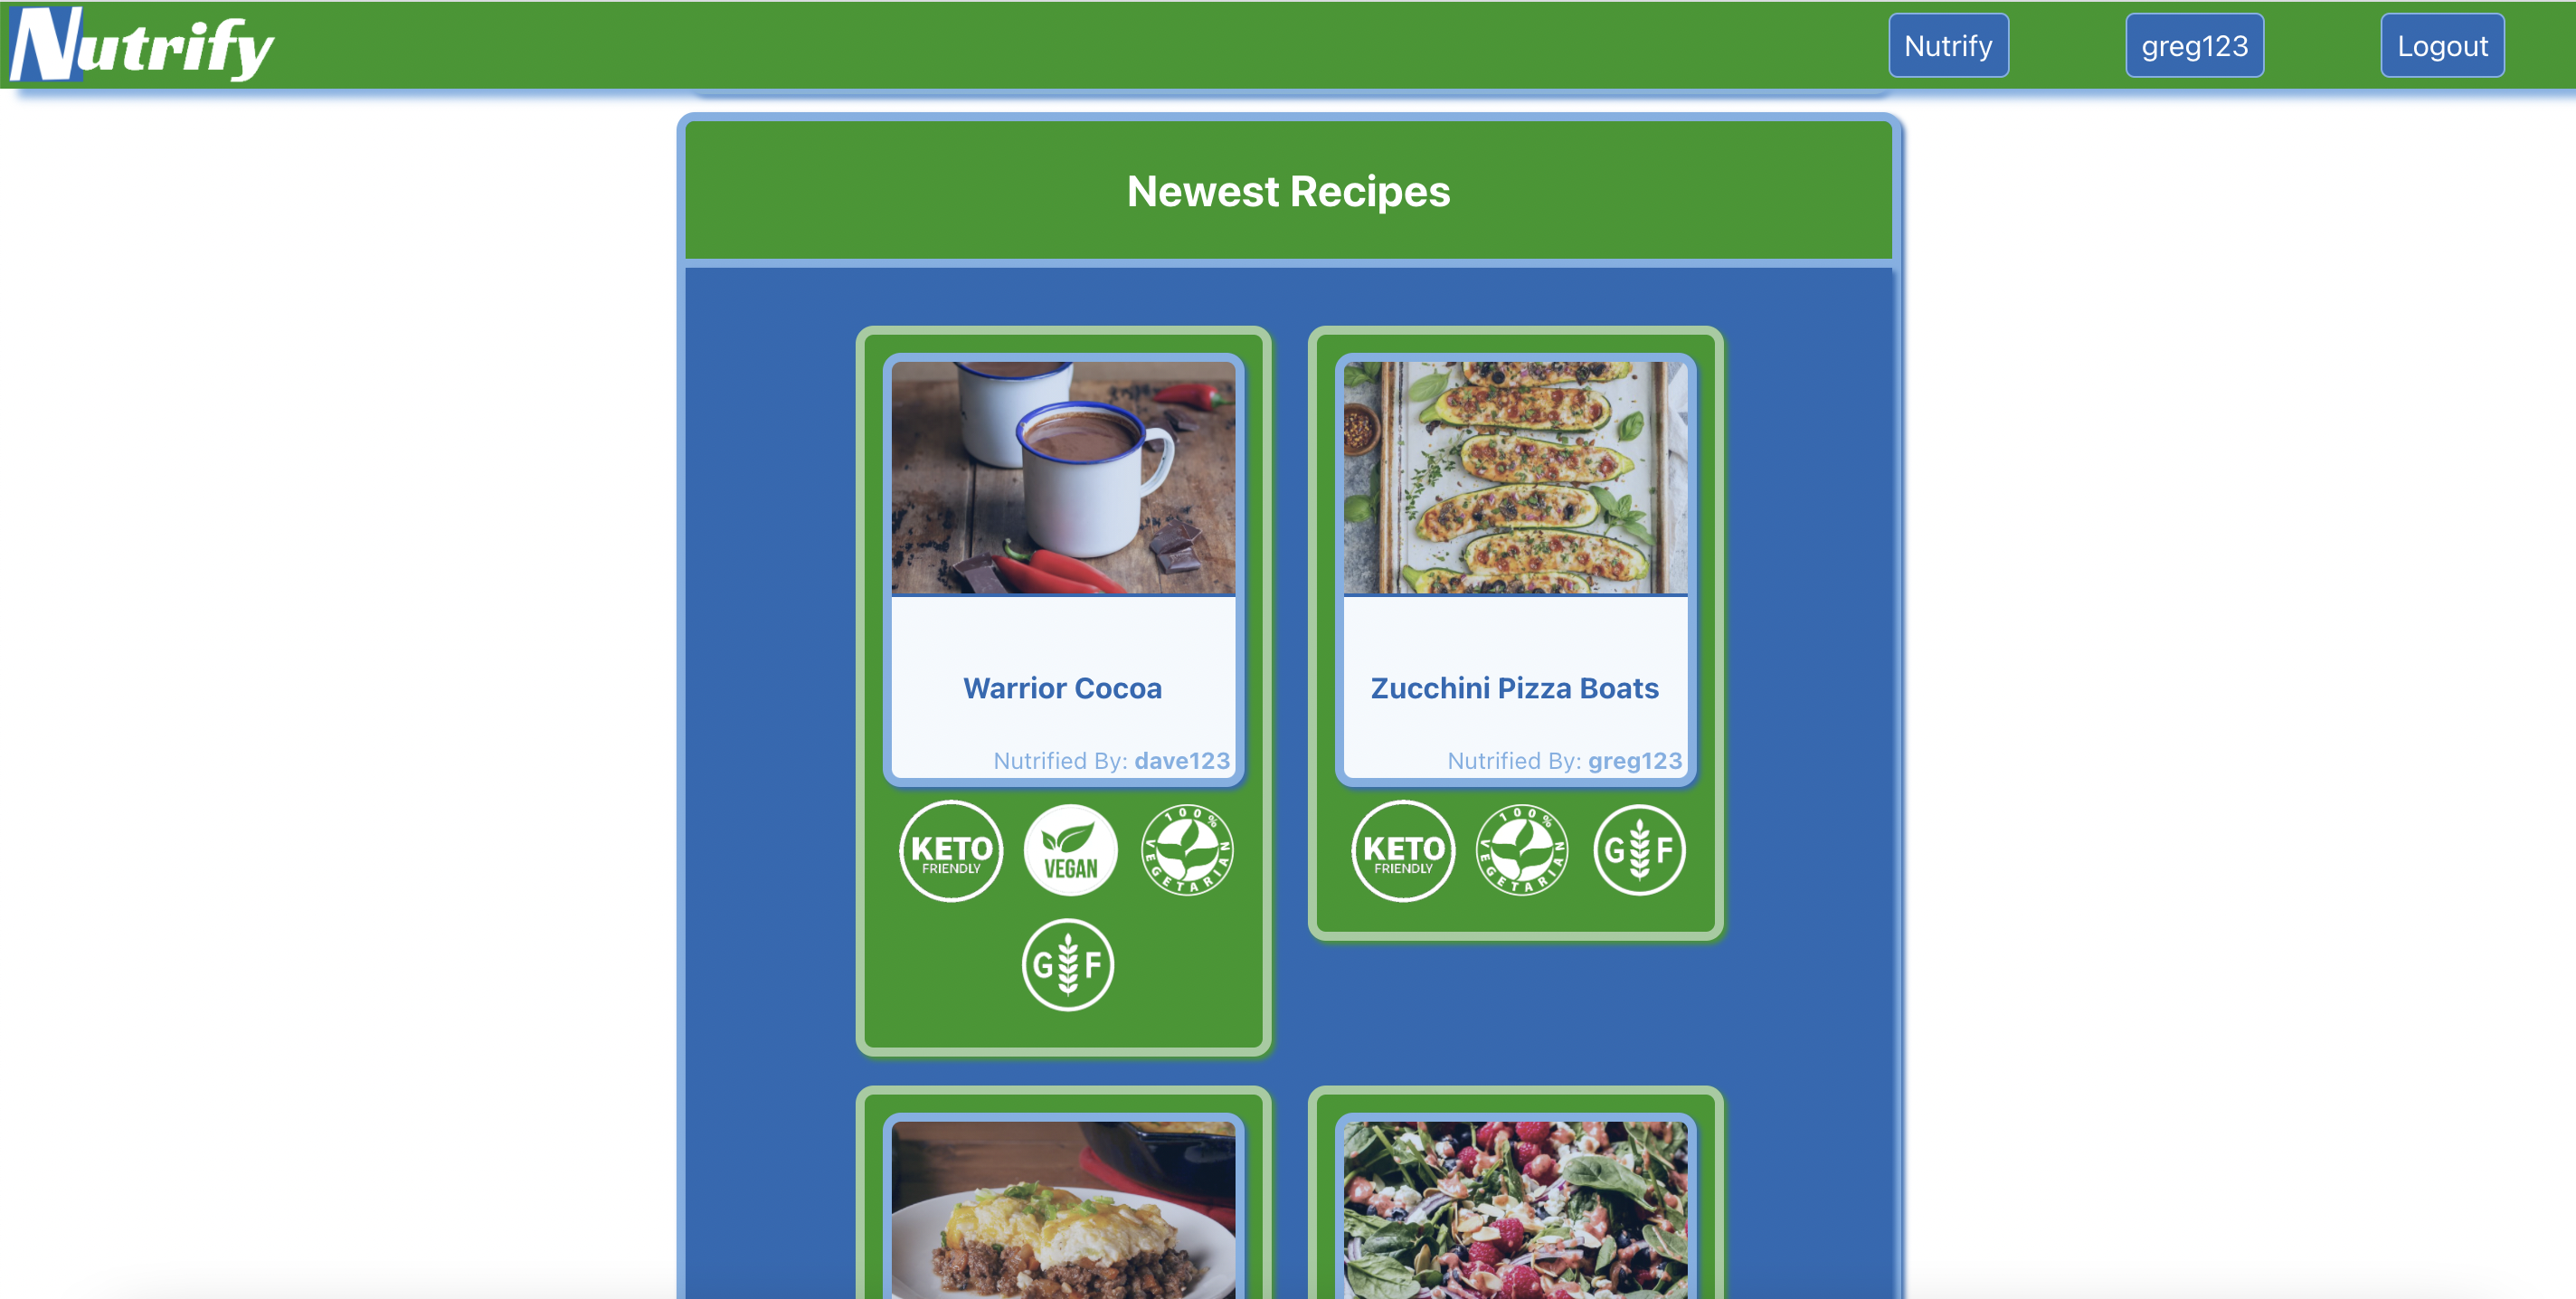 Nutrify
Nutrify
greg123
Logout
Newest Recipes
Warrior Cocoa
Nutrified By: dave123
KETO
FRIENDLY
VEGAN
100%
VEGETARIAN
G F
Zucchini Pizza Boats
Nutrified By: greg123
KETO
FRIENDLY
100%
VEGETARIAN
G F